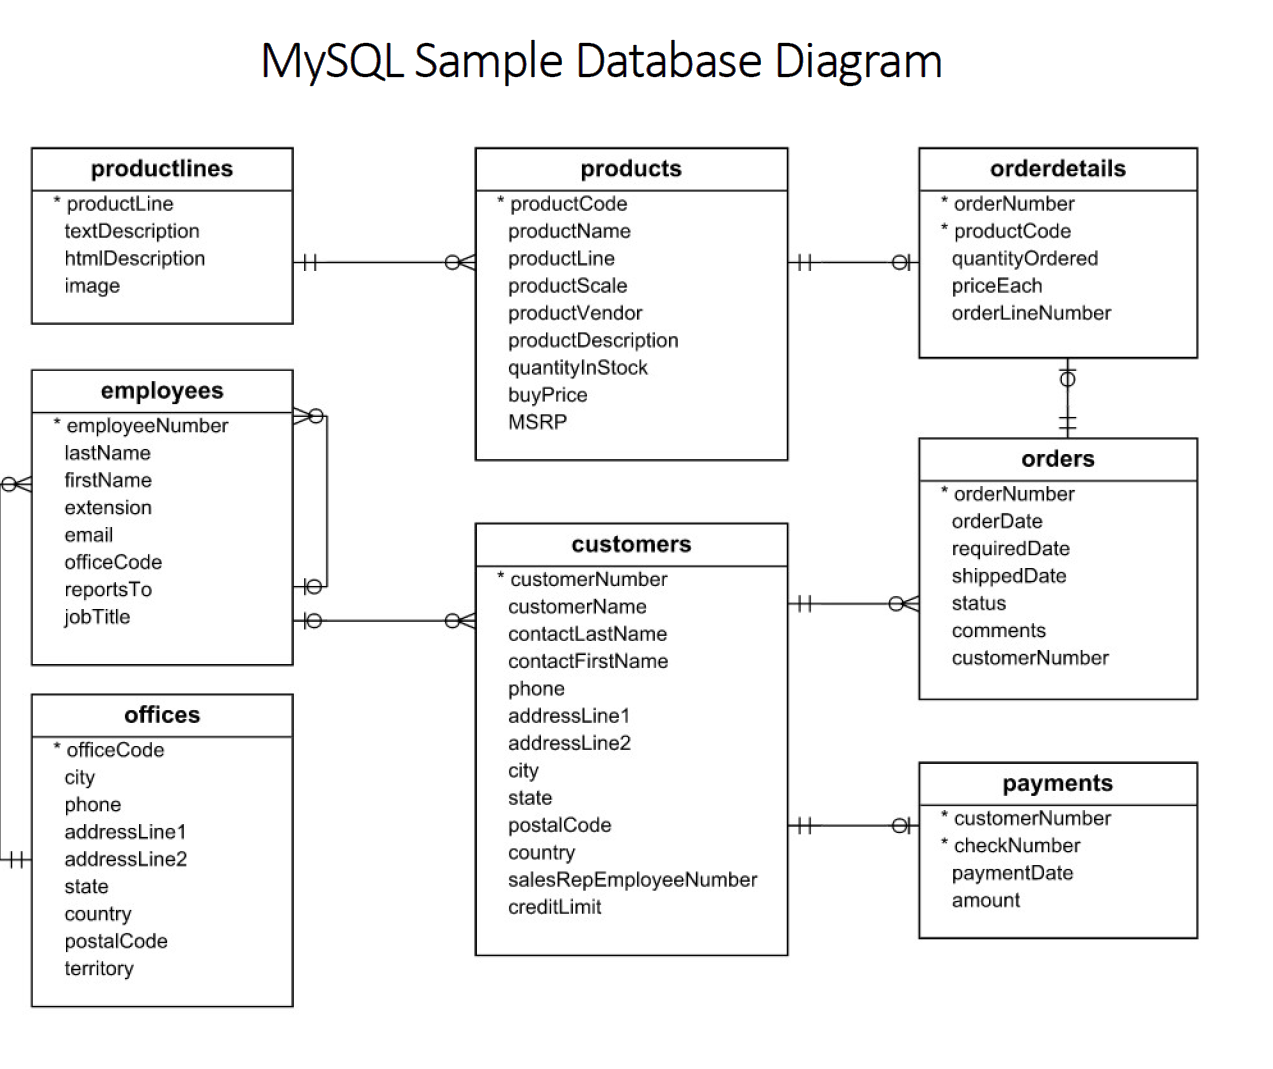 MySQL Sample Database Diagram
productlines
* productLine
textDescription
htmlDescription
image
products
* productCode
productName
productLine
productScale
productVendor
productDescription
quantityInStock
buyPrice
MSRP
orderdetails
* orderNumber
* productCode
quantityOrdered
priceEach
orderLineNumber
employees
* employeeNumber
lastName
firstName
extension
email
officeCode
reportsTo
jobTitle
customers
* customerNumber
customerName
contactLastName
contactFirstName
phone
addressLine1
addressLine2
city
state
postalCode
country
salesRepEmployeeNumber
creditLimit
orders
* orderNumber
orderDate
requiredDate
shippedDate
status
comments
customerNumber
offices
* officeCode
city
phone
addressLine1
addressLine2
state
country
postalCode
territory
payments
* customerNumber
* checkNumber
paymentDate
amount